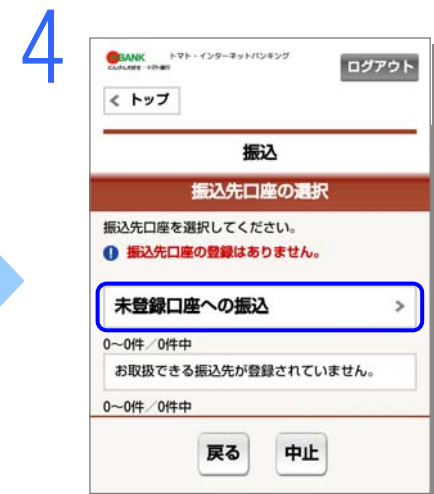 4
BANK トマト・インターネットバンキング
ログアウト
< トップ
振込
振込先口座の選択
振込先口座を選択してください。
振込先口座の登録はありません。
未登録口座への振込 >
0～0件／0件中
お取扱できる振込先が登録されていません。
0～0件／0件中
戻る 中止